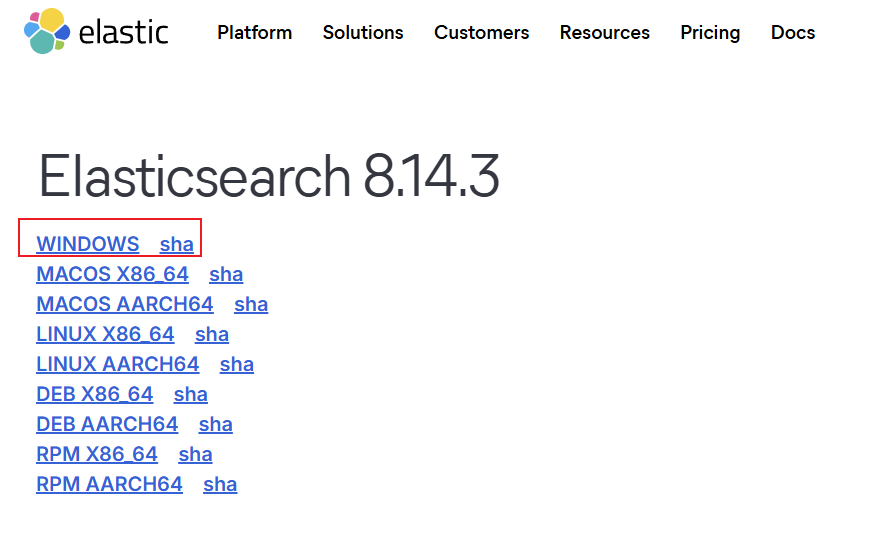 elastic Platform Solutions Customers Resources Pricing Docs
Elasticsearch 8.14.3
WINDOWS sha
MACOS X86_64 sha
MACOS AARCH64 sha
LINUX X86_64 sha
LINUX AARCH64 sha
DEB X86_64 sha
DEB AARCH64 sha
RPM X86_64 sha
RPM AARCH64 sha